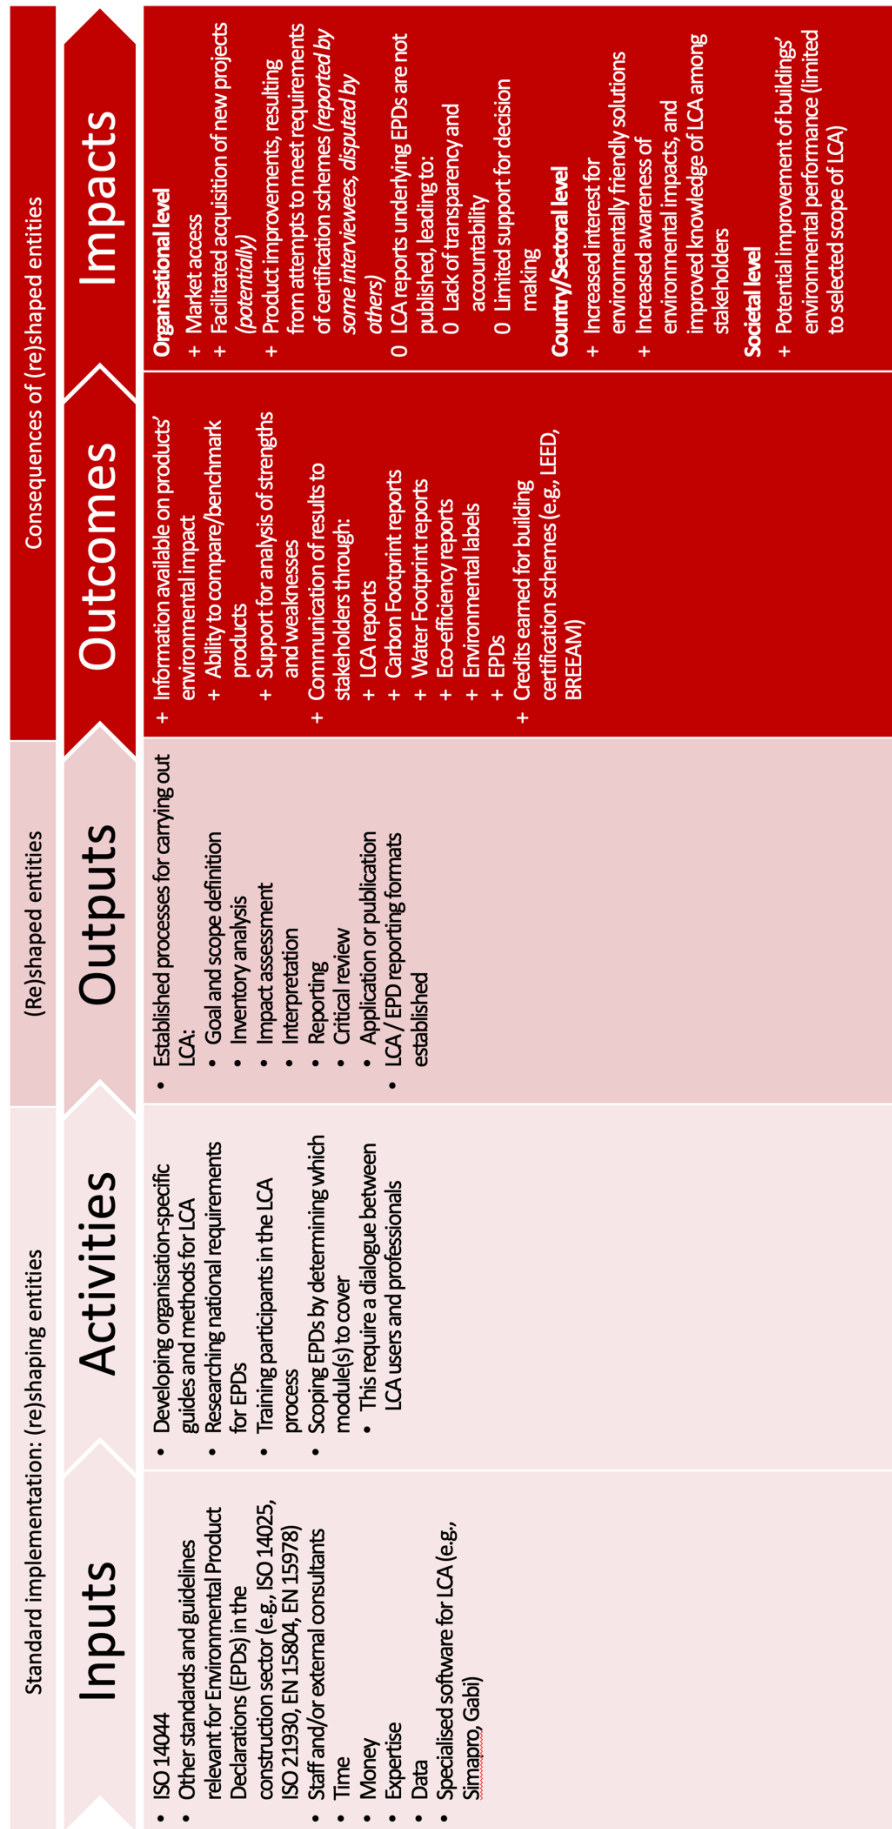 Standard implementation: (re)shaping entities
(Re)shaped entities
Consequences of (re)shaped entities
Inputs
Activities
Outputs
Outcomes
Impacts
• ISO 14044
• Other standards and guidelines
relevant for Environmental Product
Declarations (EPDs) in the
construction sector (e.g., ISO 14025,
ISO 21930, EN 15804, EN 15978)
• Staff and/or external consultants
• Time
• Money
• Expertise
• Data
• Specialised software for LCA (e.g.,
Simapro, Gabi)
• Developing organisation-specific
guides and methods for LCA
• Researching national requirements
for EPDs
• Training participants in the LCA
process
• Scoping EPDs by determining which
module(s) to cover
• This require a dialogue between
LCA users and professionals
• Established processes for carrying out
LCA:
• Goal and scope definition
• Inventory analysis
• Impact assessment
• Interpretation
• Reporting
• Critical review
• Application or publication
• LCA / EPD reporting formats
established
+ Information available on products'
environmental impact
+ Ability to compare/benchmark
products
+ Support for analysis of strengths
and weaknesses
+ Communication of results to
stakeholders through:
+ LCA reports
+ Carbon Footprint reports
+ Water Footprint reports
+ Eco-efficiency reports
+ Environmental labels
+ EPDs
+ Credits earned for building
certification schemes (e.g., LEED,
BREEAM)
Organisational level
+ Market access
+ Facilitated acquisition of new projects
(potentially)
+ Product improvements, resulting
from attempts to meet requirements
of certification schemes (reported by
some interviewees, disputed by
others)
0 LCA reports underlying EPDs are not
published, leading to:
0 Lack of transparency and
accountability
0 Limited support for decision
making
Country/Sectoral level
+ Increased interest for
environmentally friendly solutions
+ Increased awareness of
environmental impacts, and
improved knowledge of LCA among
stakeholders
Societal level
+ Potential improvement of buildings'
environmental performance (limited
to selected scope of LCA)